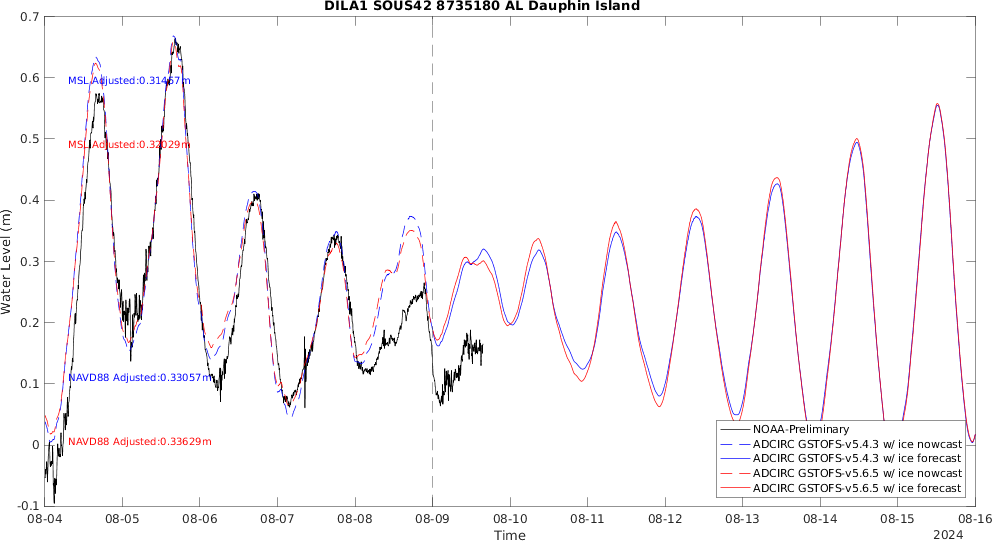 DILA1 SOUS42 8735180 AL Dauphin Island
0.7
0.6
0.5
0.4
0.3
0.2
0.1
0
-0.1
Water Level (m)
MSL Adjusted:0.31467m
MSL Adjusted:0.32029m
NAVD88 Adjusted:0.33057m
NAVD88 Adjusted:0.33629m
NOAA-Preliminary
ADCIRC GSTOFS-v5.4.3 w/ ice nowcast
ADCIRC GSTOFS-v5.4.3 w/ ice forecast
ADCIRC GSTOFS-v5.6.5 w/ ice nowcast
ADCIRC GSTOFS-v5.6.5 w/ ice forecast
08-04 08-05 08-06 08-07 08-08 08-09 08-10 08-11 08-12 08-13 08-14 08-15 08-16
Time
2024